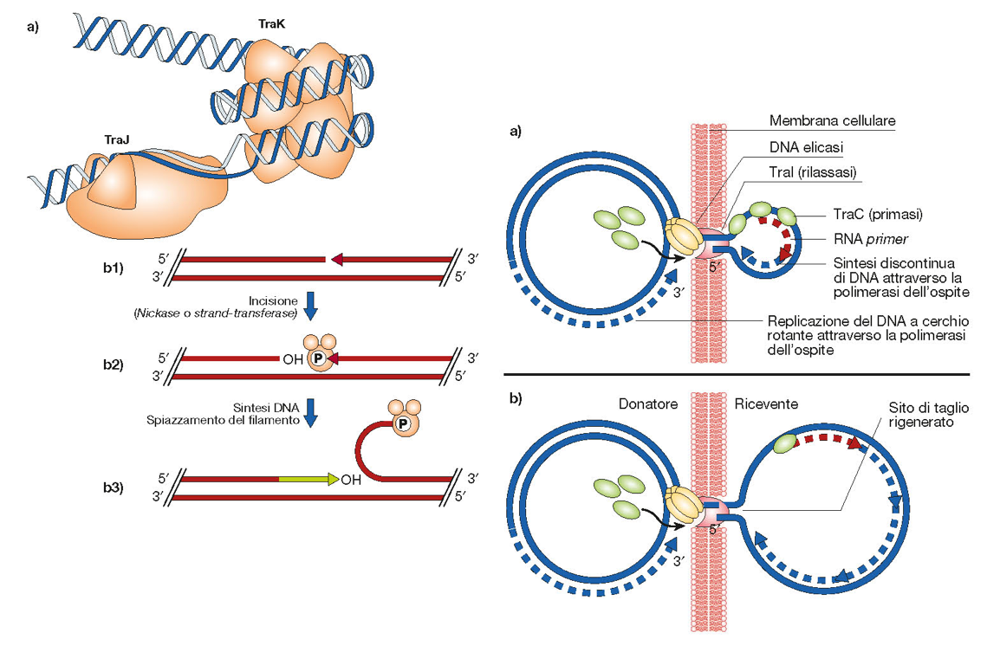 a)
TraK
TraJ
b1)
5′
3′
3′
5′
Incisione
(Nickase o strand-transferase)
b2)
5′
3′
OH
P
3′
5′
Sintesi DNA
Spiazzamento del filamento
P
b3)
5′
3′
OH
3′
5′
a)
Membrana cellulare
DNA elicasi
TraI (rilassasi)
TraC (primasi)
RNA primer
Sintesi discontinua
di DNA attraverso la
polimerasi dell'ospite
5′
3′
Replicazione del DNA a cerchio
rotante attraverso la polimerasi
dell'ospite
b)
Donatore
Ricevente
Sito di taglio
rigenerato
5′
3′